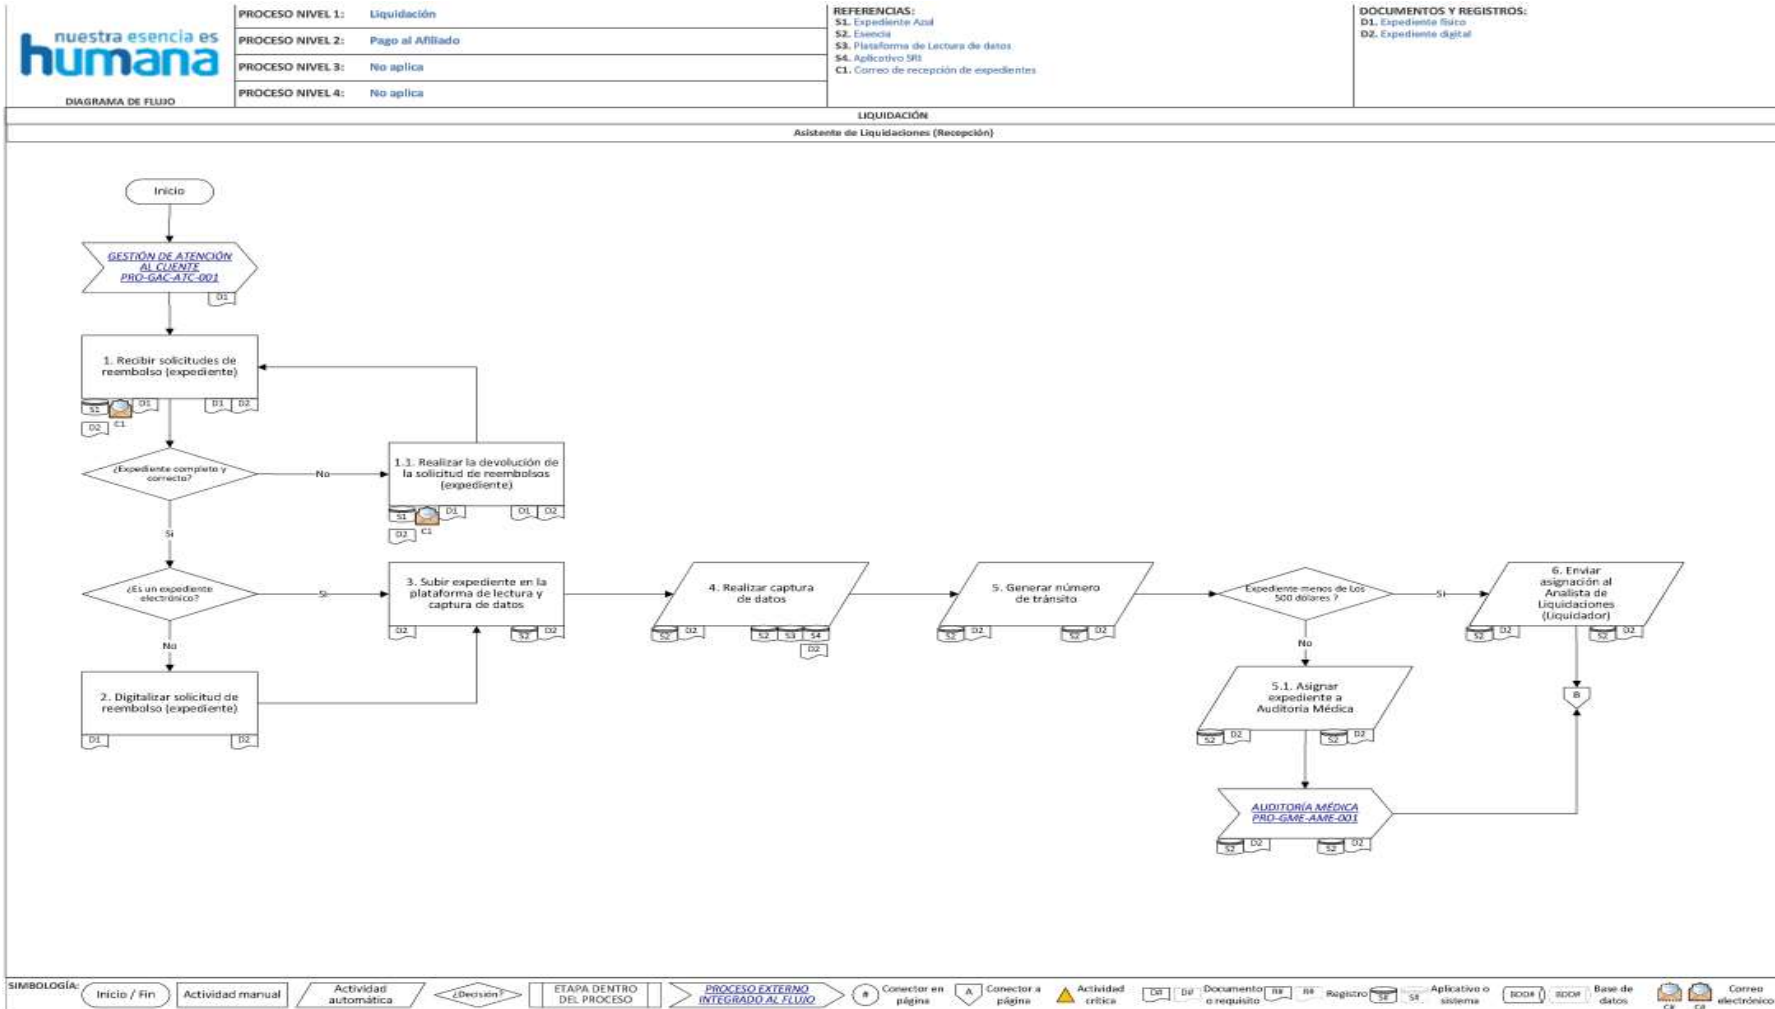 nuestra esencia es
humana
DIAGRAMA DE FLUJO
PROCESO NIVEL 1: Liquidación
PROCESO NIVEL 2: Pago al Afiliado
PROCESO NIVEL 3: No aplica
PROCESO NIVEL 4: No aplica
REFERENCIAS:
S1. Expediente Azul
S2. Esencia
S3. Plataforma de Lectura de datos
S4. Aplicativo SRI
C1. Correo de recepción de expedientes
DOCUMENTOS Y REGISTROS:
D1. Expediente físico
D2. Expediente digital
LIQUIDACIÓN
Asistente de Liquidaciones (Recepción)
Inicio
GESTIÓN DE ATENCIÓN
AL CLIENTE
PRO-GAC-ATC-001
D1
1. Recibir solicitudes de
reembolso (expediente)
S1 D1 D1 D2
D2 C1
¿Expediente completo y
correcto?
No
1.1. Realizar la devolución de
la solicitud de reembolsos
(expediente)
S1 D1 D1 D2
D2 C1
Si
¿Es un expediente
electrónico?
Si
3. Subir expediente en la
plataforma de lectura y
captura de datos
D2 S2 D2
4. Realizar captura
de datos
S2 D2 S2 S3 S4
D2
5. Generar número
de tránsito
S2 D2 S2 D2
Expediente menos de Los
500 dólares ?
Si
6. Enviar
asignación al
Analista de
Liquidaciones
(Liquidador)
S2 D2 S2 D2
No
2. Digitalizar solicitud de
reembolso (expediente)
D1 D2
No
5.1. Asignar
expediente a
Auditoría Médica
S2 D2 S2 D2
B
AUDITORÍA MÉDICA
PRO-GME-AME-001
S2 D2 S2 D2
SIMBOLOGÍA:
Inicio / Fin
Actividad manual
Actividad
automática
¿Decisión?
ETAPA DENTRO
DEL PROCESO
PROCESO EXTERNO
INTEGRADO AL FLUJO
#
Conector en
página
A
Conector a
página
Actividad
crítica
D# D#
Documento
o requisito
R# R#
Registro
S# S#
Aplicativo o
sistema
BDD# BDD#
Base de
datos
C# C#
Correo
electrónico